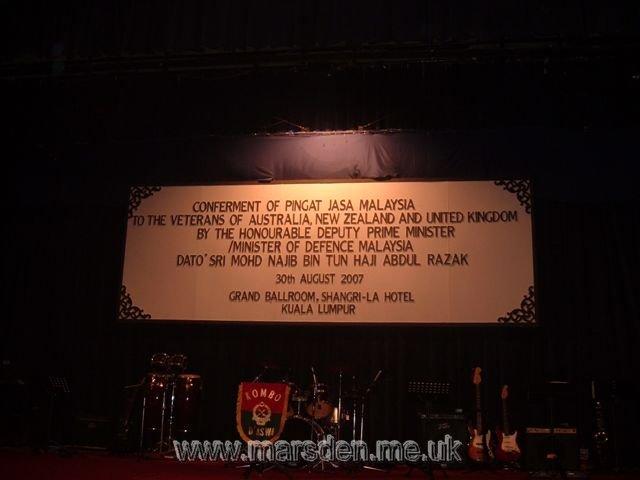 CONFERMENT OF PINGAT JASA MALAYSIA
TO THE VETERANS OF AUSTRALIA, NEW ZEALAND AND UNITED KINGDOM
BY THE HONOURABLE DEPUTY PRIME MINISTER
/MINISTER OF DEFENCE MALAYSIA
DATO' SRI MOHD NAJIB BIN TUN HAJI ABDUL RAZAK
30th AUGUST 2007
GRAND BALLROOM, SHANGRI-LA HOTEL
KUALA LUMPUR
KOMBO
www.marsden.me.uk